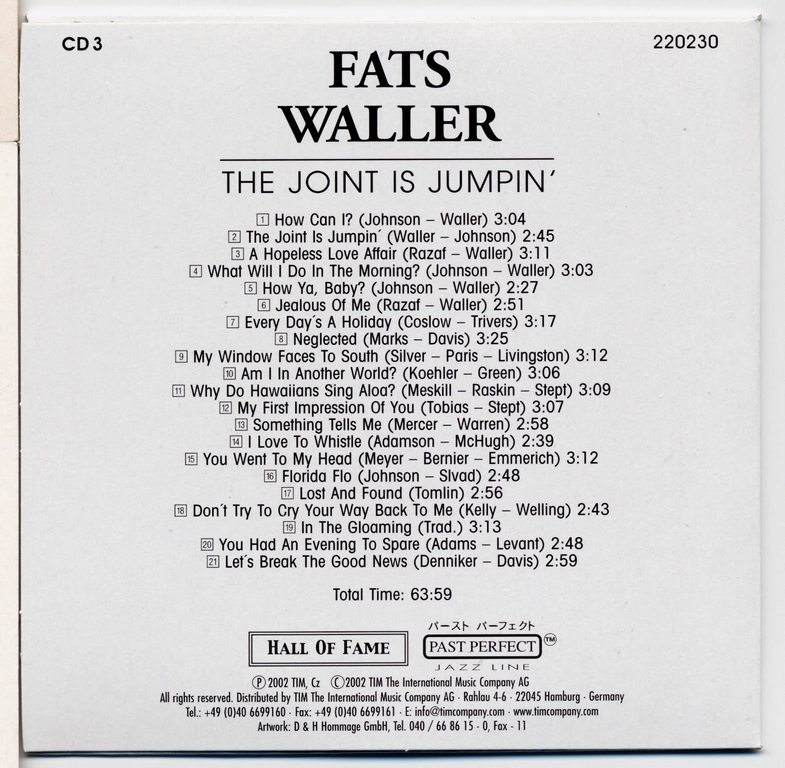 CD 3
220230
FATS
WALLER
THE JOINT IS JUMPIN’
1 How Can I? (Johnson – Waller) 3:04
2 The Joint Is Jumpin´ (Waller – Johnson) 2:45
3 A Hopeless Love Affair (Razaf – Waller) 3:11
4 What Will I Do In The Morning? (Johnson – Waller) 3:03
5 How Ya, Baby? (Johnson – Waller) 2:27
6 Jealous Of Me (Razaf – Waller) 2:51
7 Every Day´s A Holiday (Coslow – Trivers) 3:17
8 Neglected (Marks – Davis) 3:25
9 My Window Faces To South (Silver – Paris – Livingston) 3:12
10 Am I In Another World? (Koehler – Green) 3:06
11 Why Do Hawaiians Sing Aloa? (Meskill – Raskin – Stept) 3:09
12 My First Impression Of You (Tobias – Stept) 3:07
13 Something Tells Me (Mercer – Warren) 2:58
14 I Love To Whistle (Adamson – McHugh) 2:39
15 You Went To My Head (Meyer – Bernier – Emmerich) 3:12
16 Florida Flo (Johnson – Slvad) 2:48
17 Lost And Found (Tomlin) 2:56
18 Don´t Try To Cry Your Way Back To Me (Kelly – Welling) 2:43
19 In The Gloaming (Trad.) 3:13
20 You Had An Evening To Spare (Adams – Levant) 2:48
21 Let´s Break The Good News (Denniker – Davis) 2:59
Total Time: 63:59
パースト パーフェクト
HALL OF FAME
PAST PERFECT ™
JAZZ LINE
Ⓟ 2002 TIM, Cz Ⓒ2002 TIM The International Music Company AG
All rights reserved. Distributed by TIM The International Music Company AG · Rahlau 4-6 · 22045 Hamburg · Germany
Tel.: +49 (0)40 6699160 · Fax: +49 (0)40 6699161 · E: info@timcompany.com · www.timcompany.com
Artwork: D & H Hommage GmbH, Tel. 040 / 66 86 15 - 0, Fax - 11